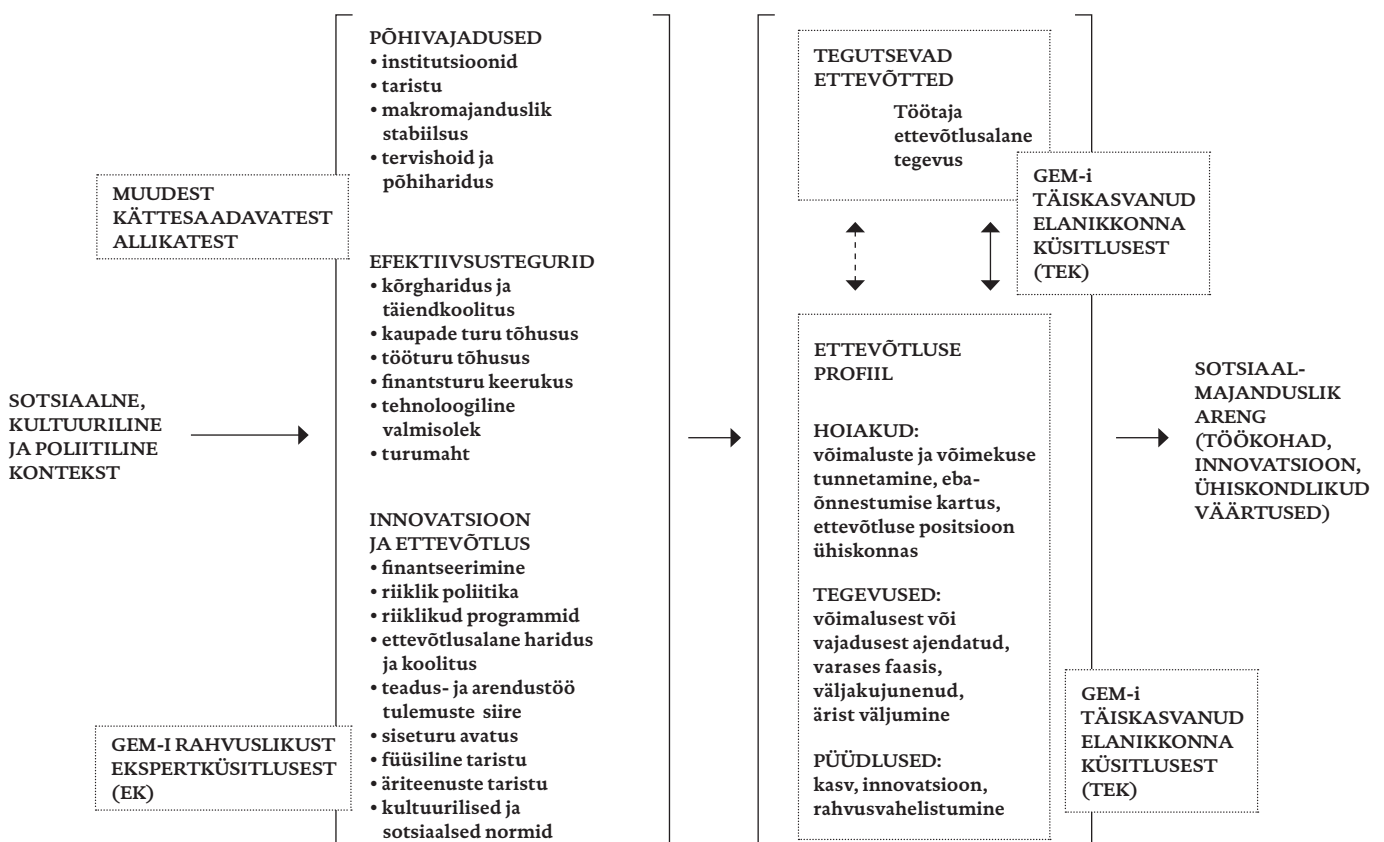 SOTSIAALNE,
KULTUURILINE
JA POLIITILINE
KONTEKST
MUUDEST
KÄTTESAADAVATEST
ALLIKATEST
GEM-I RAHVUSLIKUST
EKSPERTKÜSITLUSEST
(EK)
PÕHIVAJADUSED
• institutsioonid
• taristu
• makromajanduslik
stabiilsus
• tervishoid ja
põhiharidus
EFEKTIIVSUSTEGURID
• kõrgharidus ja
täiendkoolitus
• kaupade turu tõhusus
• tööturu tõhusus
• finantsturu keerukus
• tehnoloogiline
valmisolek
• turumaht
INNOVATSIOON
JA ETTEVÕTLUS
• finantseerimine
• riiklik poliitika
• riiklikud programmid
• ettevõtlusalane haridus
ja koolitus
• teadus- ja arendustöö
tulemuste siire
• siseturu avatus
• füüsiline taristu
• äriteenuste taristu
• kultuurilised ja
sotsiaalsed normid
TEGUTSEVAD
ETTEVÕTTED
Töötaja
ettevõtlusalane
tegevus
GEM-i
TÄISKASVANUD
ELANIKKONNA
KÜSITLUSEST
(TEK)
ETTEVÕTLUSE
PROFIIL
HOIAKUD:
võimaluste ja võimekuse
tunnetamine, eba-
õnnestumise kartus,
ettevõtluse positsioon
ühiskonnas
TEGEVUSED:
võimalusest või
vajadusest ajendatud,
varases faasis,
väljakujunenud,
ärist väljumine
PÜÜDLUSED:
kasv, innovatsioon,
rahvusvahelistumine
GEM-i
TÄISKASVANUD
ELANIKKONNA
KÜSITLUSEST
(TEK)
SOTSIAAL-
MAJANDUSLIK
ARENG
(TÖÖKOHAD,
INNOVATSIOON,
ÜHISKONDLIKUD
VÄÄRTUSED)